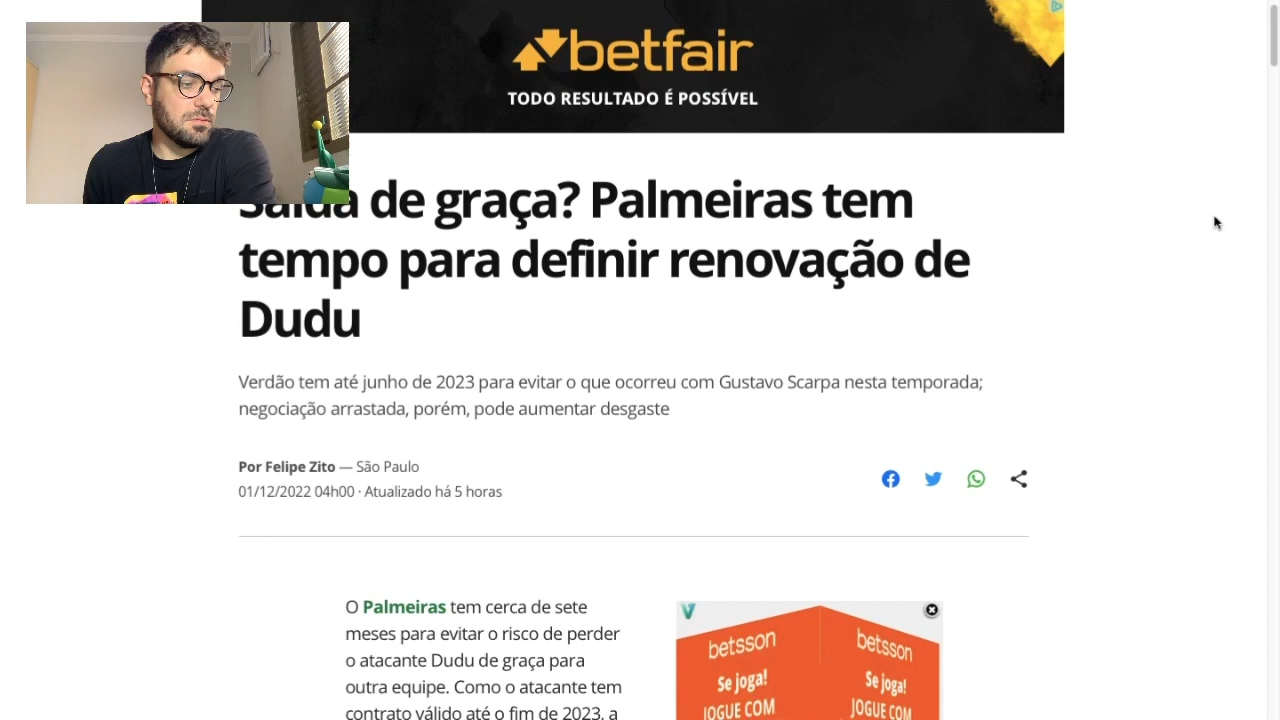 betfair
TODO RESULTADO É POSSÍVEL
Saída de graça? Palmeiras tem
tempo para definir renovação de
Dudu
Verdão tem até junho de 2023 para evitar o que ocorreu com Gustavo Scarpa nesta temporada;
negociação arrastada, porém, pode aumentar desgaste
Por Felipe Zito — São Paulo
01/12/2022 04h00 · Atualizado há 5 horas
O Palmeiras tem cerca de sete
meses para evitar o risco de perder
o atacante Dudu de graça para
outra equipe. Como o atacante tem
contrato válido até o fim de 2023, a
betsson
Se joga!
JOGUE COM
betsson
Se joga!
JOGUE COM